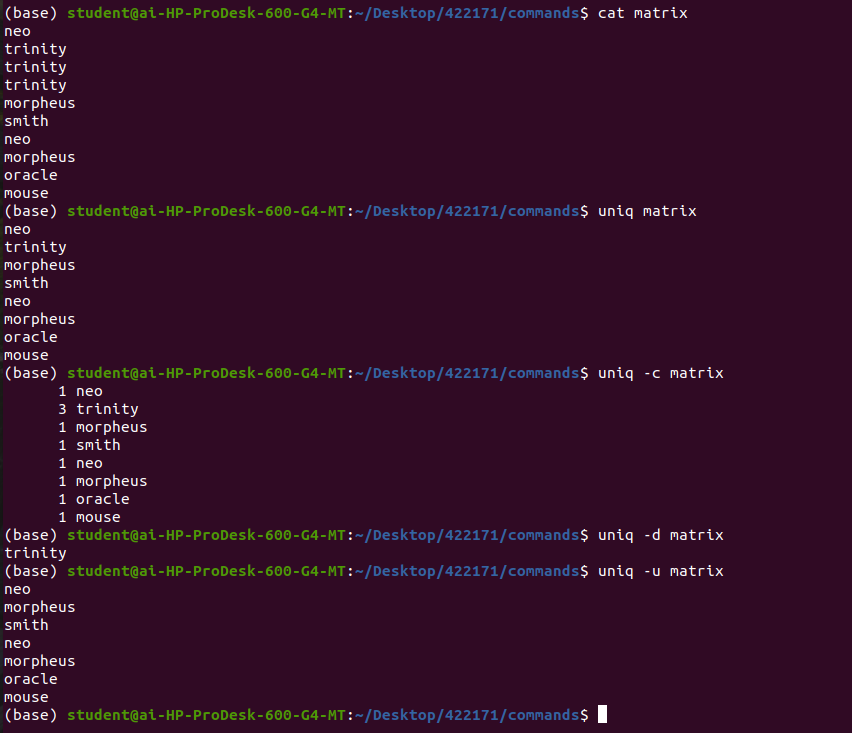 (base) student@ai-HP-ProDesk-600-G4-MT:~/Desktop/422171/commands$ cat matrix
neo
trinity
trinity
trinity
morpheus
smith
neo
morpheus
oracle
mouse
(base) student@ai-HP-ProDesk-600-G4-MT:~/Desktop/422171/commands$ uniq matrix
neo
trinity
morpheus
smith
neo
morpheus
oracle
mouse
(base) student@ai-HP-ProDesk-600-G4-MT:~/Desktop/422171/commands$ uniq -c matrix
      1 neo
      3 trinity
      1 morpheus
      1 smith
      1 neo
      1 morpheus
      1 oracle
      1 mouse
(base) student@ai-HP-ProDesk-600-G4-MT:~/Desktop/422171/commands$ uniq -d matrix
trinity
(base) student@ai-HP-ProDesk-600-G4-MT:~/Desktop/422171/commands$ uniq -u matrix
neo
morpheus
smith
neo
morpheus
oracle
mouse
(base) student@ai-HP-ProDesk-600-G4-MT:~/Desktop/422171/commands$